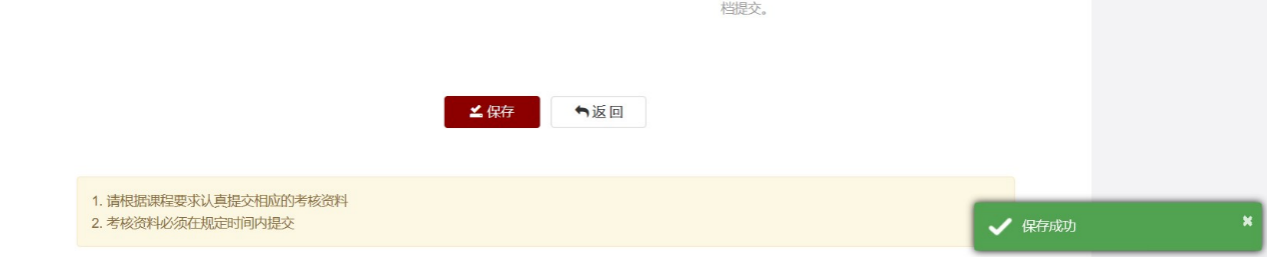 档提交。
保存
返回
1. 请根据课程要求认真提交相应的考核资料
2. 考核资料必须在规定时间内提交
保存成功